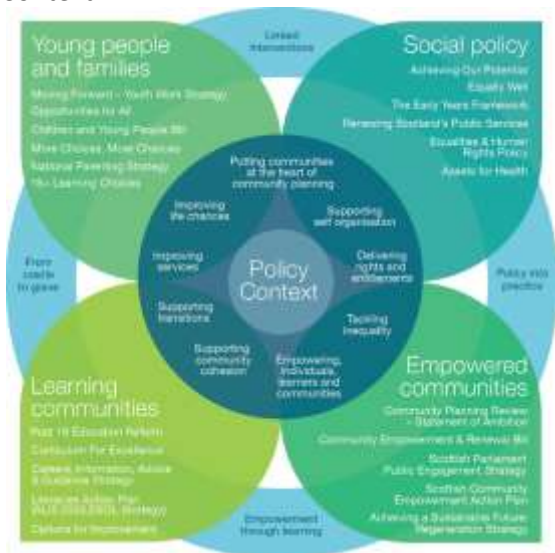 Young people
and families
Moving Forward – Youth Work Strategy
Opportunities for All
Children and Young People Bill
More Choices, More Chances
National Parenting Strategy
16+ Learning Choices
Linked
interventions
Social policy
Achieving Our Potential
Equally Well
The Early Years Framework
Renewing Scotland's Public Services
Equalities & Human
Rights Policy
Assets for Health
Putting communities
at the heart of
community planning
Improving
life chances
Supporting
self organisation
Improving
services
Delivering
rights and
entitlements
Policy
Context
Supporting
transitions
Tackling
inequality
Supporting
community
cohesion
Empowering,
individuals,
learners and
communities
From
cradle
to grave
Policy into
practice
Learning
communities
Post 16 Education Reform
Curriculum For Excellence
Careers, Information, Advice
& Guidance Strategy
Literacies Action Plan
Strategy)
Options for Improvement
Empowered
communities
Community Planning Review
– Statement of Ambition
Community Empowerment & Renewal Bill
Scottish Parliament
Public Engagement Strategy
Scottish Community
Empowerment Action Plan
Achieving a Sustainable Future:
Regeneration Strategy
Empowerment
through learning